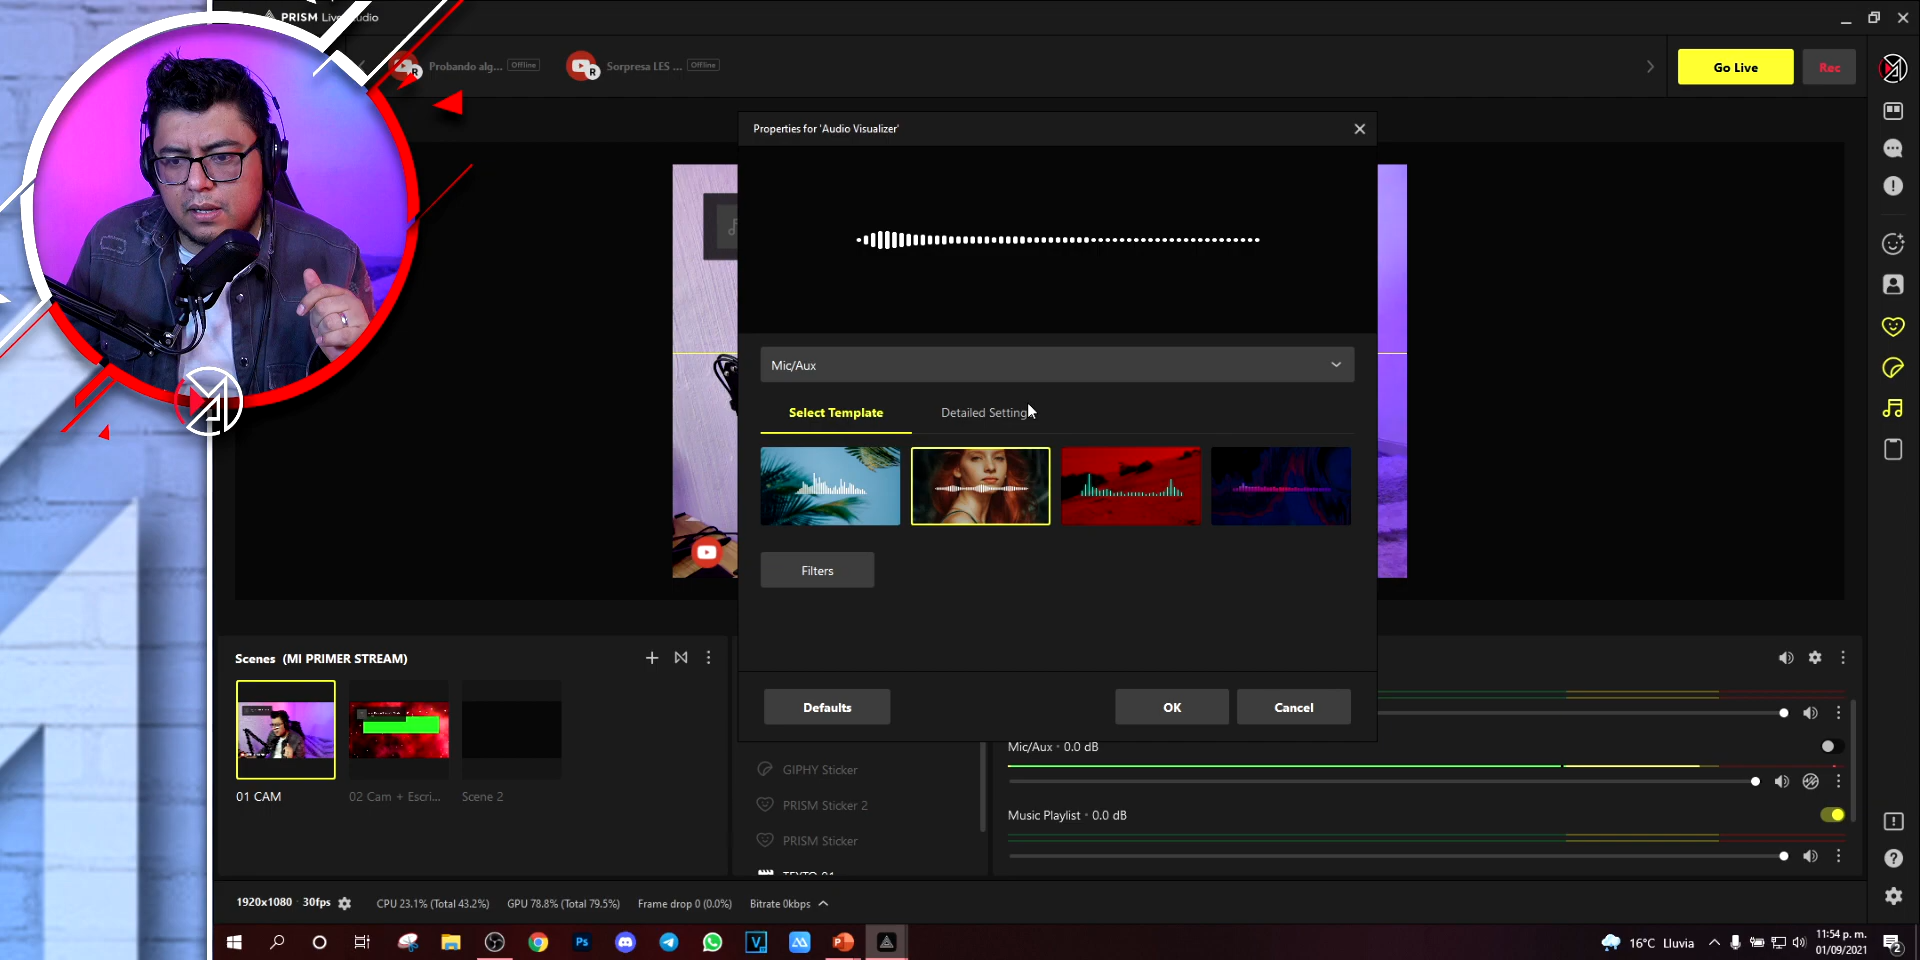 PRISM Live Studio
Probando alg... Offline
Sorpresa LES ... Offline
Go Live
Rec
Properties for 'Audio Visualizer'
Mic/Aux
Select Template
Detailed Setting
Filters
Defaults
OK
Cancel
Scenes (MI PRIMER STREAM)
01 CAM
02 Cam + Escri...
Scene 2
GIPHY Sticker
PRISM Sticker 2
PRISM Sticker
TEXTO 01
Mic/Aux • 0.0 dB
Music Playlist • 0.0 dB
1920x1080 · 30fps
CPU 23.1% (Total 43.2%)
GPU 78.8% (Total 79.5%)
Frame drop 0 (0.0%)
Bitrate 0kbps
16°C Lluvia
11:54 p. m.
01/09/2021
2